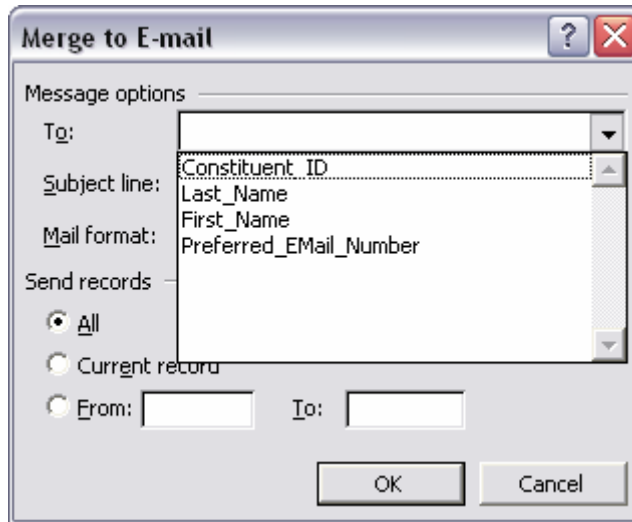 Merge to E-mail
Message options
To:
Constituent_ID
Subject line:
Last_Name
First_Name
Mail format:
Preferred_EMail_Number
Send records
All
Current record
From: To:
OK Cancel